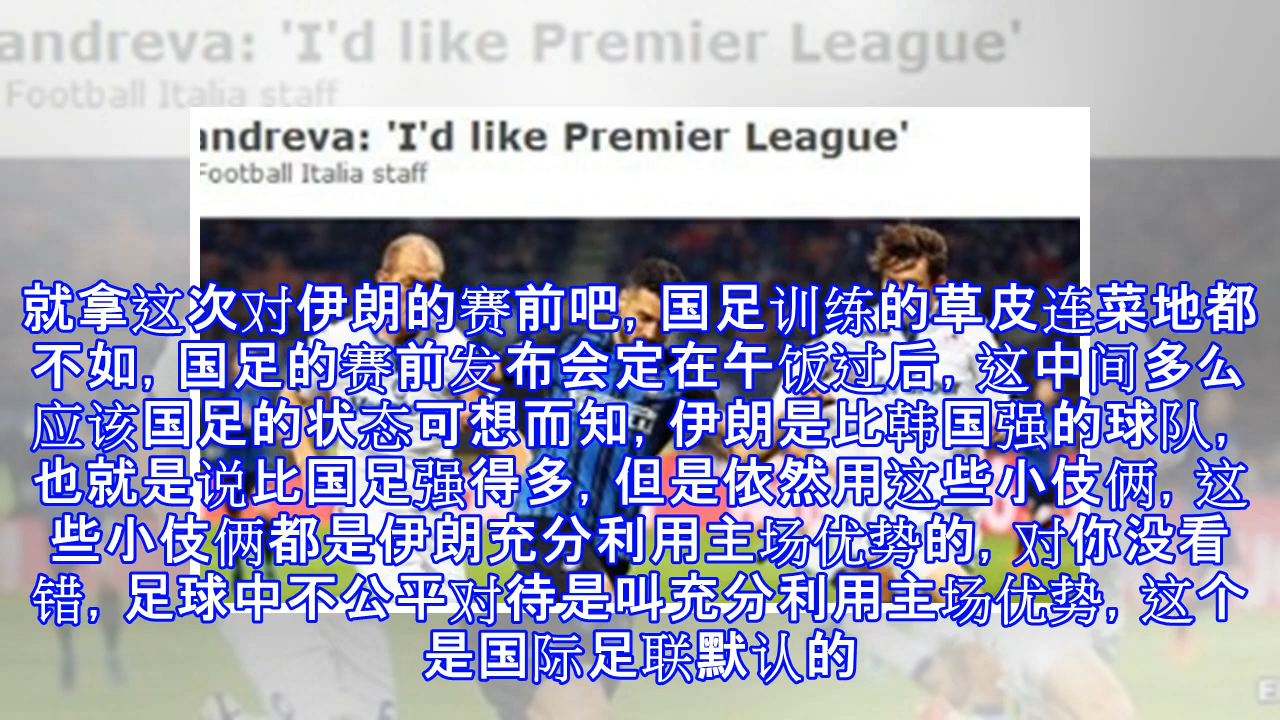 andreva: 'I'd like Premier League'
Football Italia staff
andreva: 'I'd like Premier League'
Football Italia staff
就拿这次对伊朗的赛前吧, 国足训练的草皮连菜地都
不如, 国足的赛前发布会定在午饭过后, 这中间多么
应该国足的状态可想而知, 伊朗是比韩国强的球队,
也就是说比国足强得多, 但是依然用这些小伎俩, 这
些小伎俩都是伊朗充分利用主场优势的, 对你没看
错, 足球中不公平对待是叫充分利用主场优势, 这个
是国际足联默认的